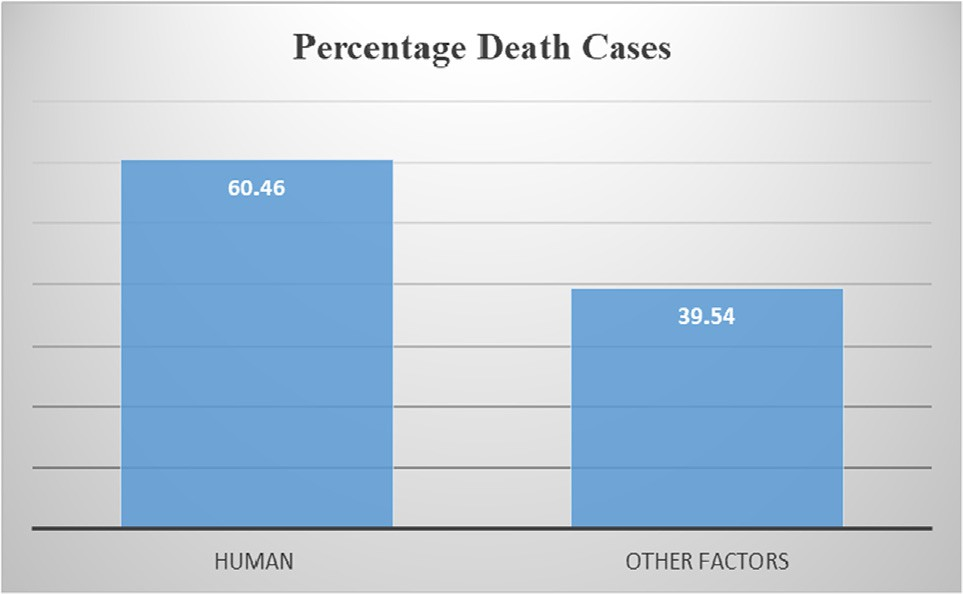 Percentage Death Cases
60.46
39.54
HUMAN
OTHER FACTORS